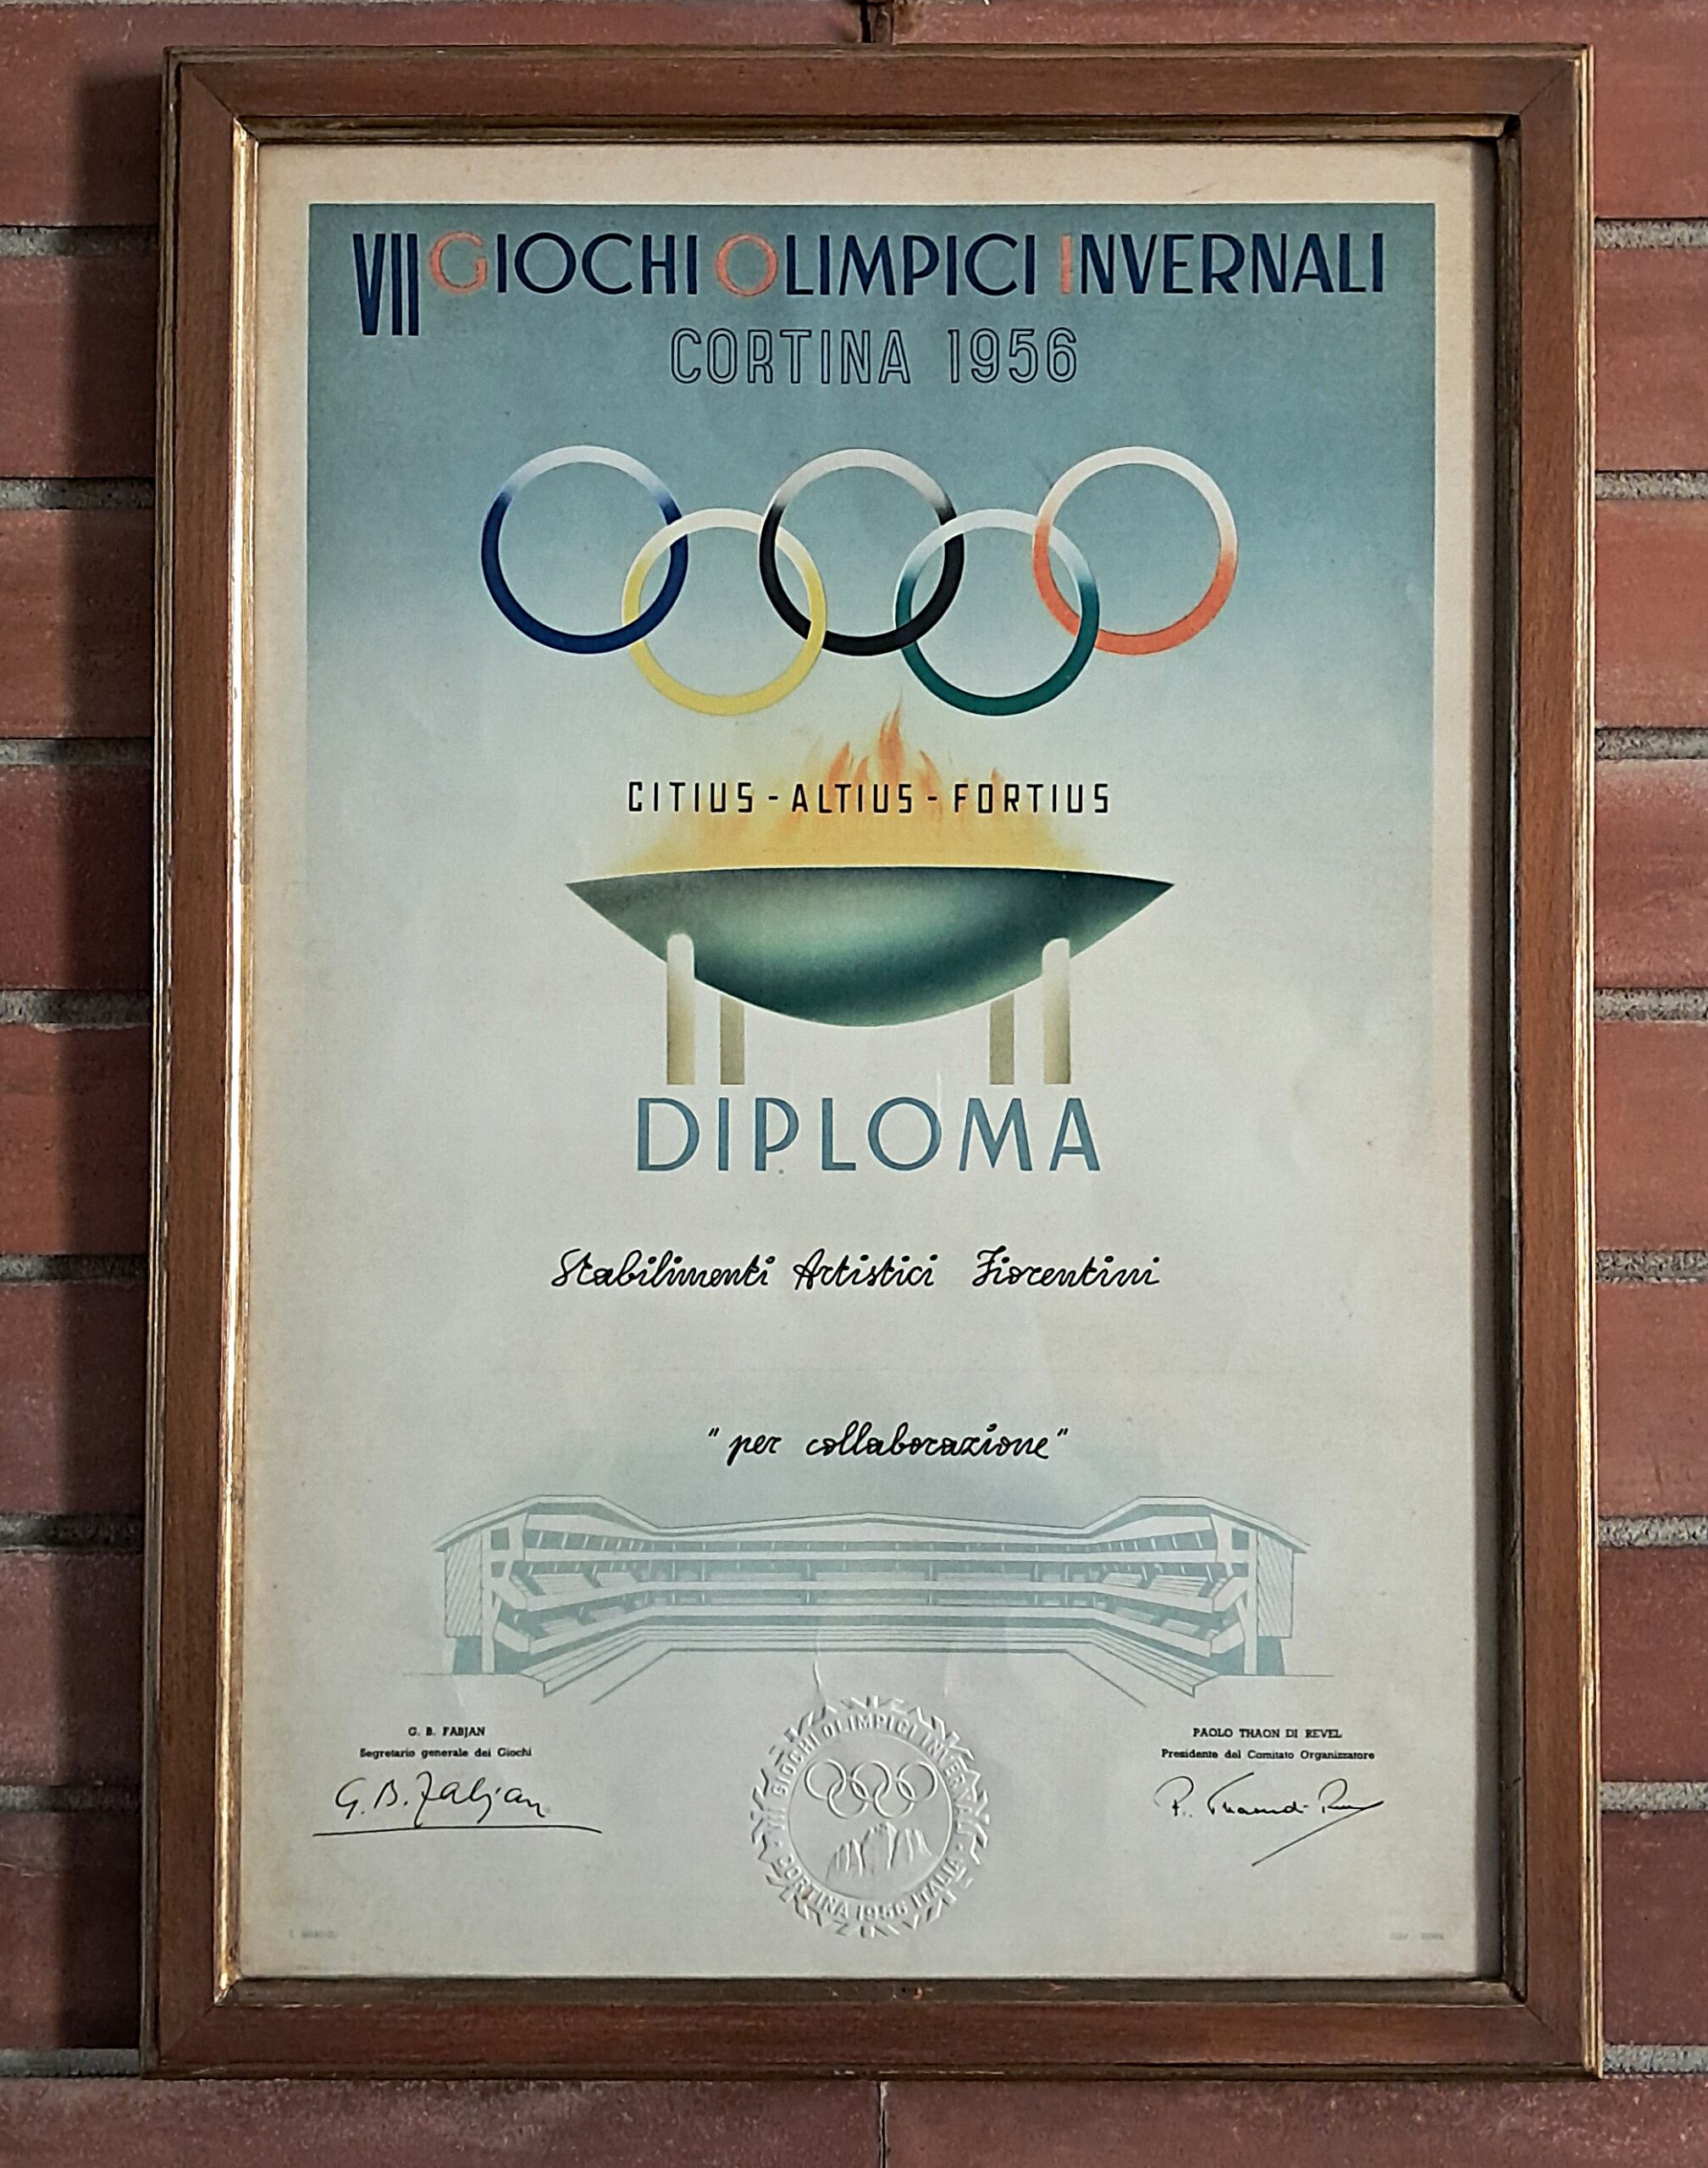 VII GIOCHI OLIMPICI INVERNALI
CORTINA 1956
CITIUS - ALTIUS - FORTIUS
DIPLOMA
Stabilimenti Artistici Fiorentini
"per collaborazione"
G. B. FABJAN
Segretario generale dei Giochi
G.B. Fabjan
PAOLO THAON DI REVEL
Presidente del Comitato Organizzatore
VII GIOCHI OLIMPICI INVERNALI
CORTINA 1956 ITALIA